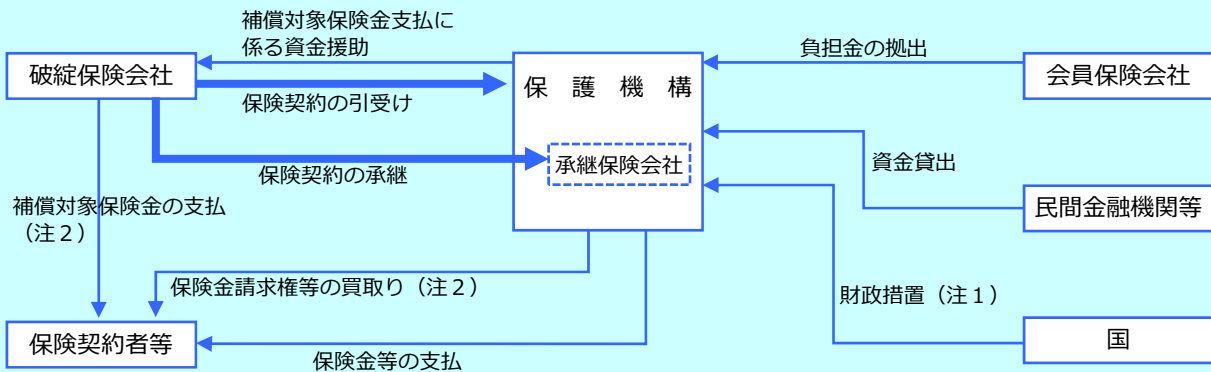 補償対象保険金支払に
係る資金援助
負担金の拠出
破綻保険会社
保護機構
会員保険会社
保険契約の引受け
承継保険会社
資金貸出
保険契約の承継
民間金融機関等
補償対象保険金の支払
（注２）
保険金請求権等の買取り（注２）
財政措置（注１）
保険契約者等
国
保険金等の支払